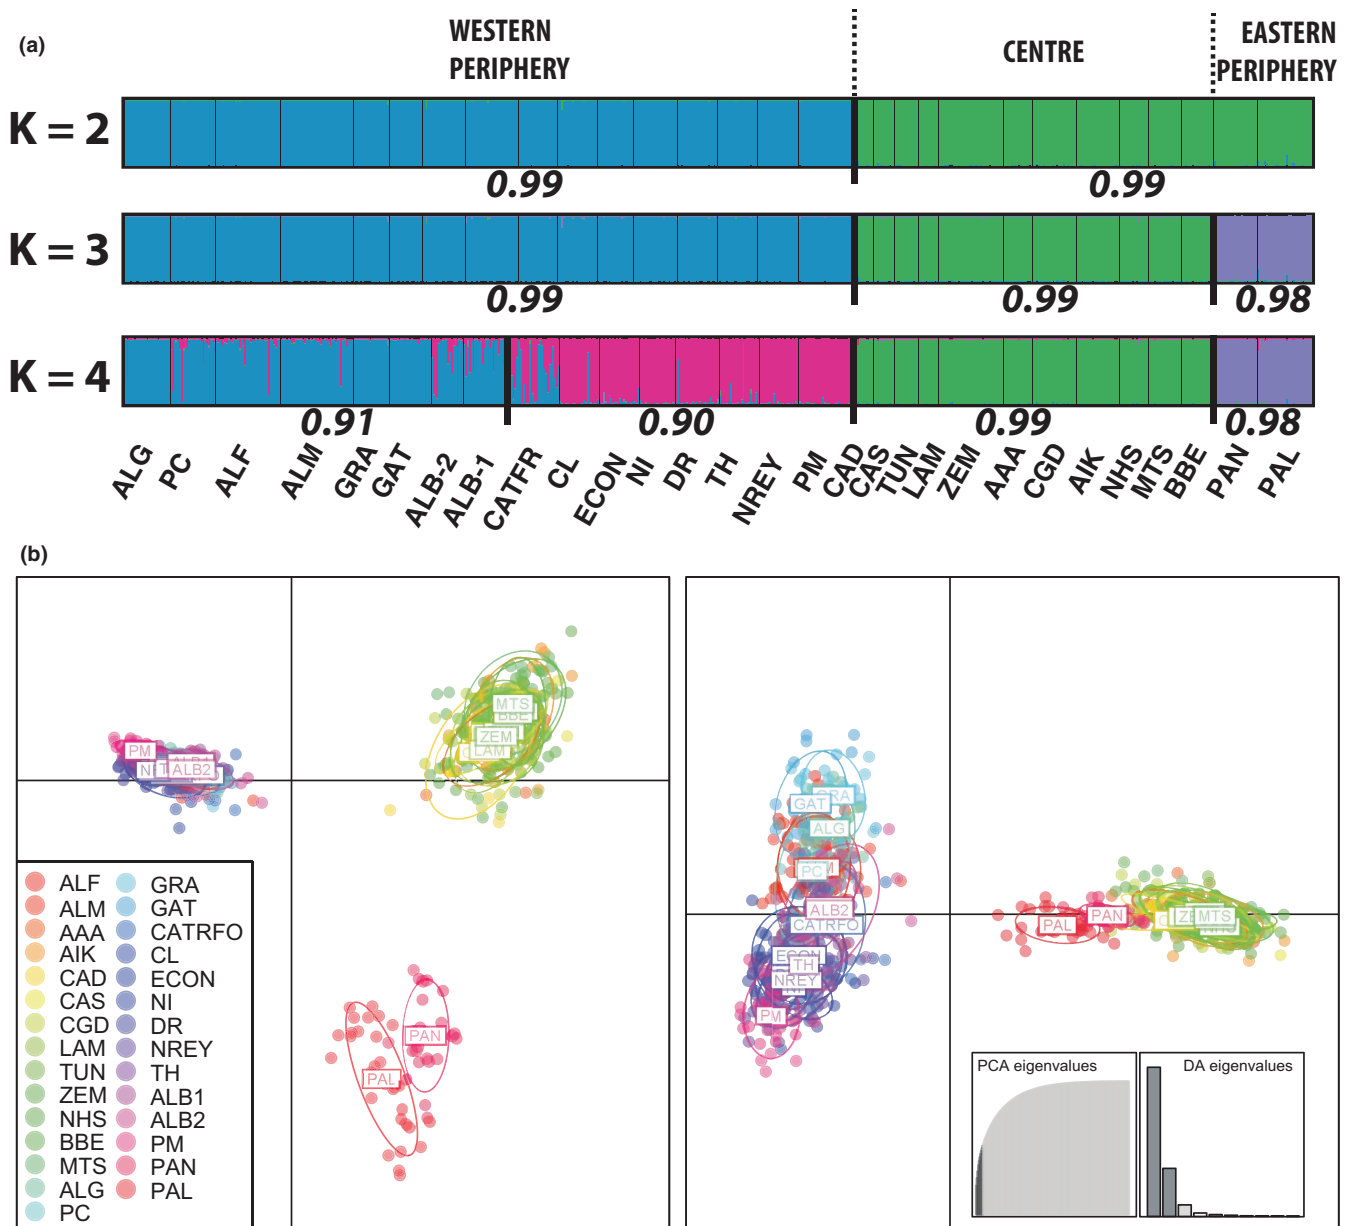 (a)
WESTERN PERIPHERY
CENTRE
EASTERN PERIPHERY
K = 2
0.99 0.99
K = 3
0.99 0.99 0.98
K = 4
0.91 0.90 0.99 0.98
ALG PC ALF ALM GRA GAT ALB-2 ALB-1 CATFR CL ECON NI DR TH NREY PM CAD CAS TUN LAM ZEM AAA CGD AIK NHS MTS BBE PAN PAL
(b)
PM
ALB2
MTS
BBE
ZEM
LAM
PAN
PAL
ALF GRA
ALM GAT
AAA CATRFO
AIK CL
CAD ECON
CAS NI
CGD DR
LAM NREY
TUN TH
ZEM ALB1
NHS ALB2
BBE PM
MTS PAN
ALG PAL
PC
GAT GRA
ALG
PC
ALB2
CATRFO
ECON
TH
NREY
PM
PAL PAN MTS
NHS
PCA eigenvalues DA eigenvalues